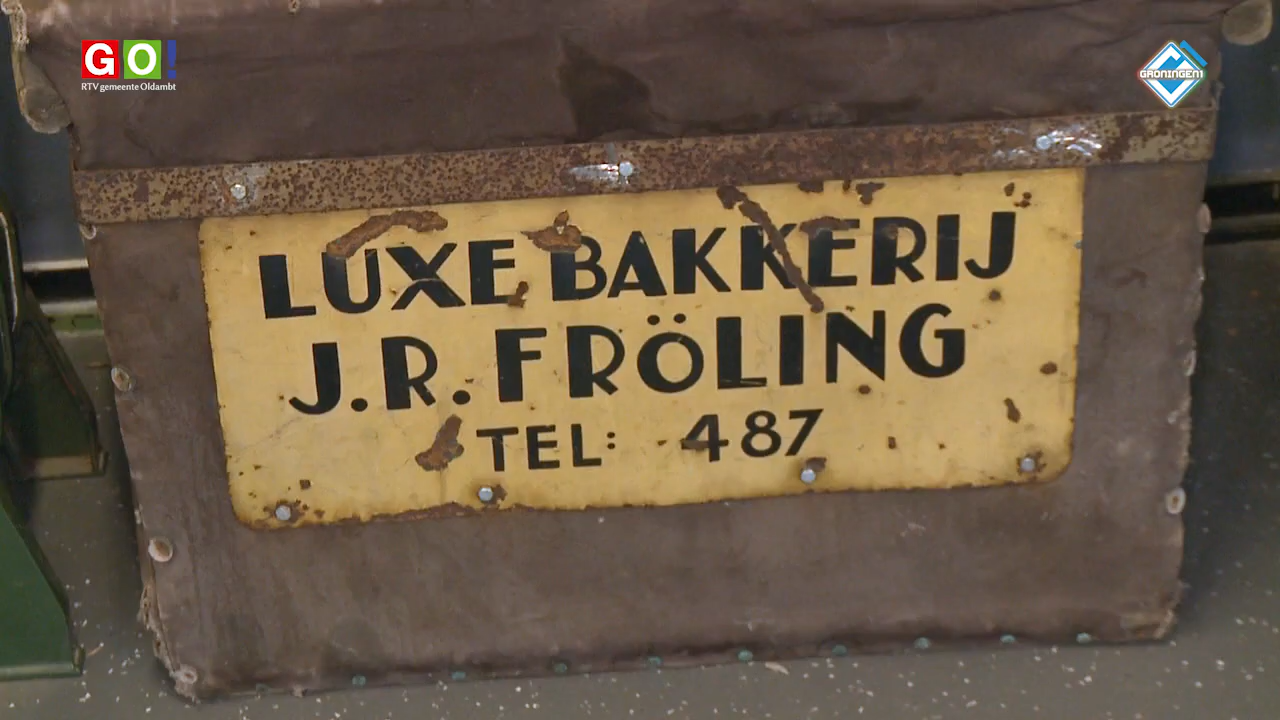 GO!
RTV gemeente Oldambt
GRONINGEN1
LUXE BAKKERIJ
J.R. FRÖLING
TEL: 487